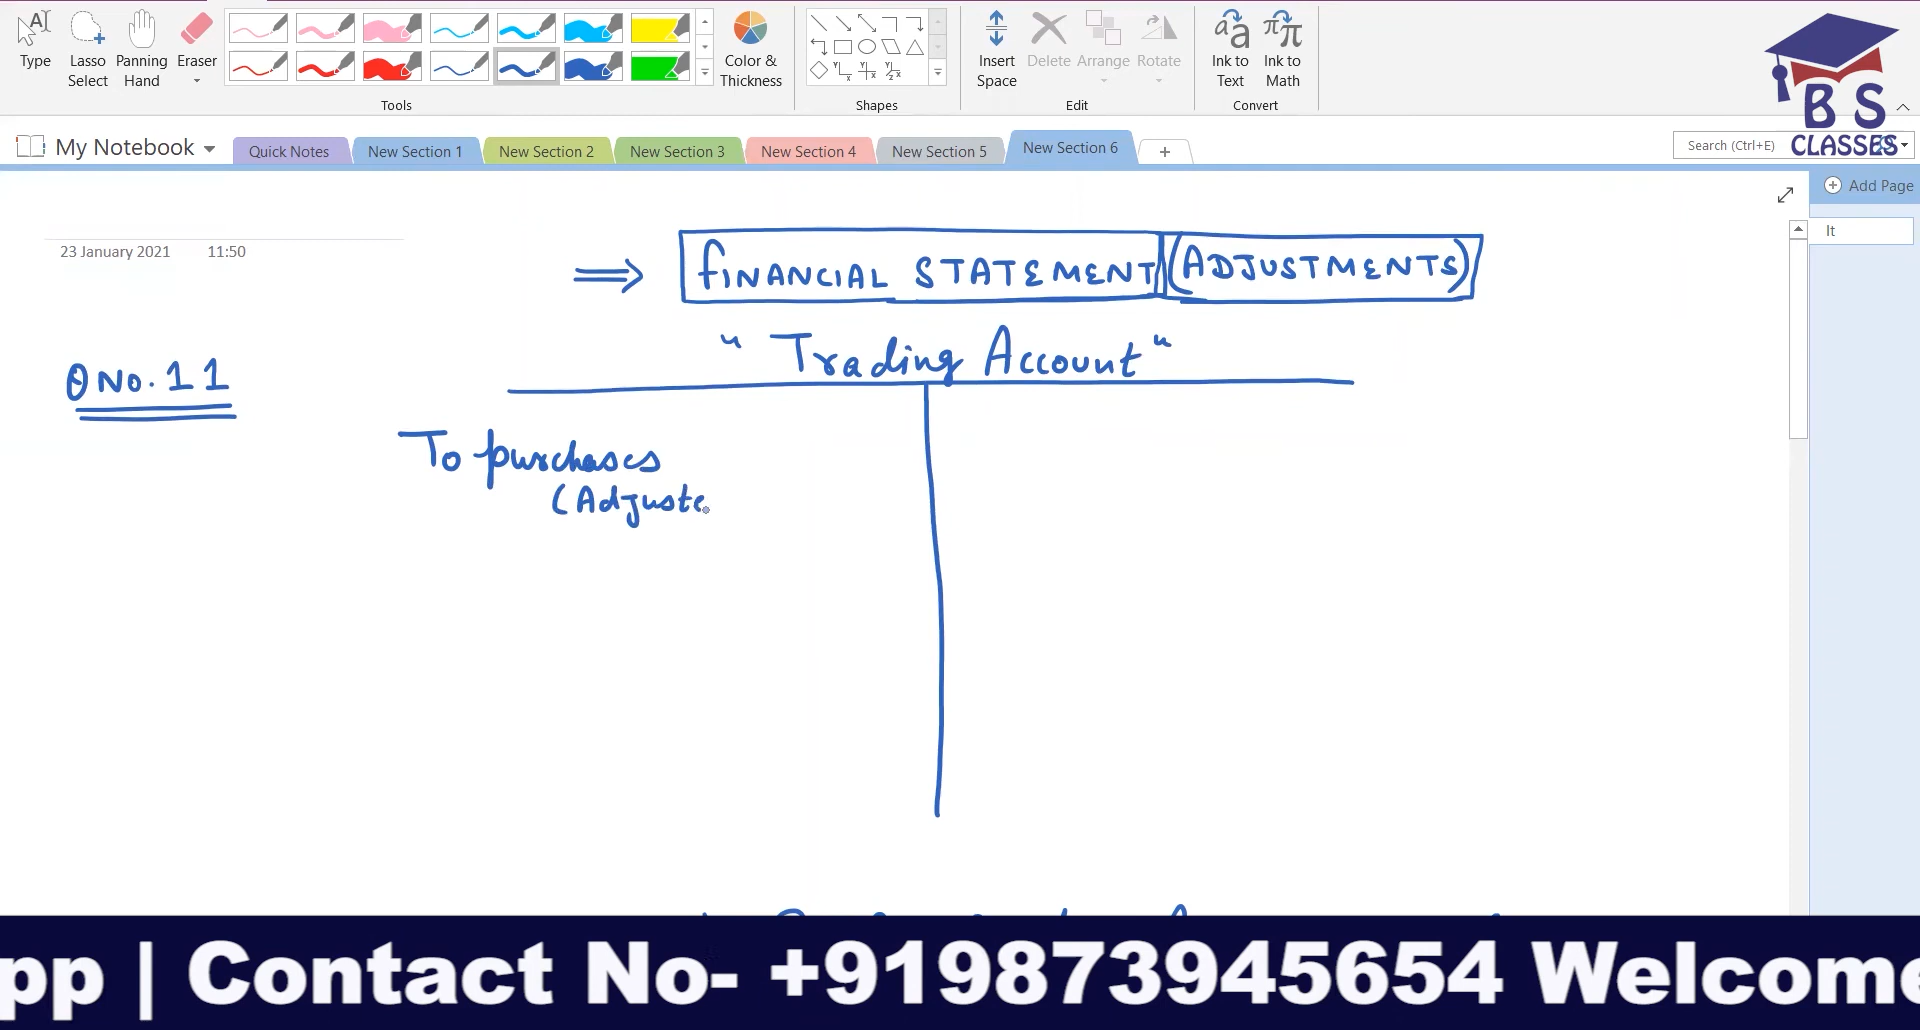 Type
Lasso Select
Panning Hand
Eraser
Color & Thickness
Insert Space
Delete
Arrange
Rotate
Ink to Text
Ink to Math
Tools
Shapes
Edit
Convert
BS
CLASSES
My Notebook
Quick Notes
New Section 1
New Section 2
New Section 3
New Section 4
New Section 5
New Section 6
Search (Ctrl+E)
Add Page
It
23 January 2021 11:50
⇒ FINANCIAL STATEMENT (ADJUSTMENTS)
" Trading Account "
Q No. 11
To purchases
(Adjuste
pp | Contact No- +919873945654 Welcome